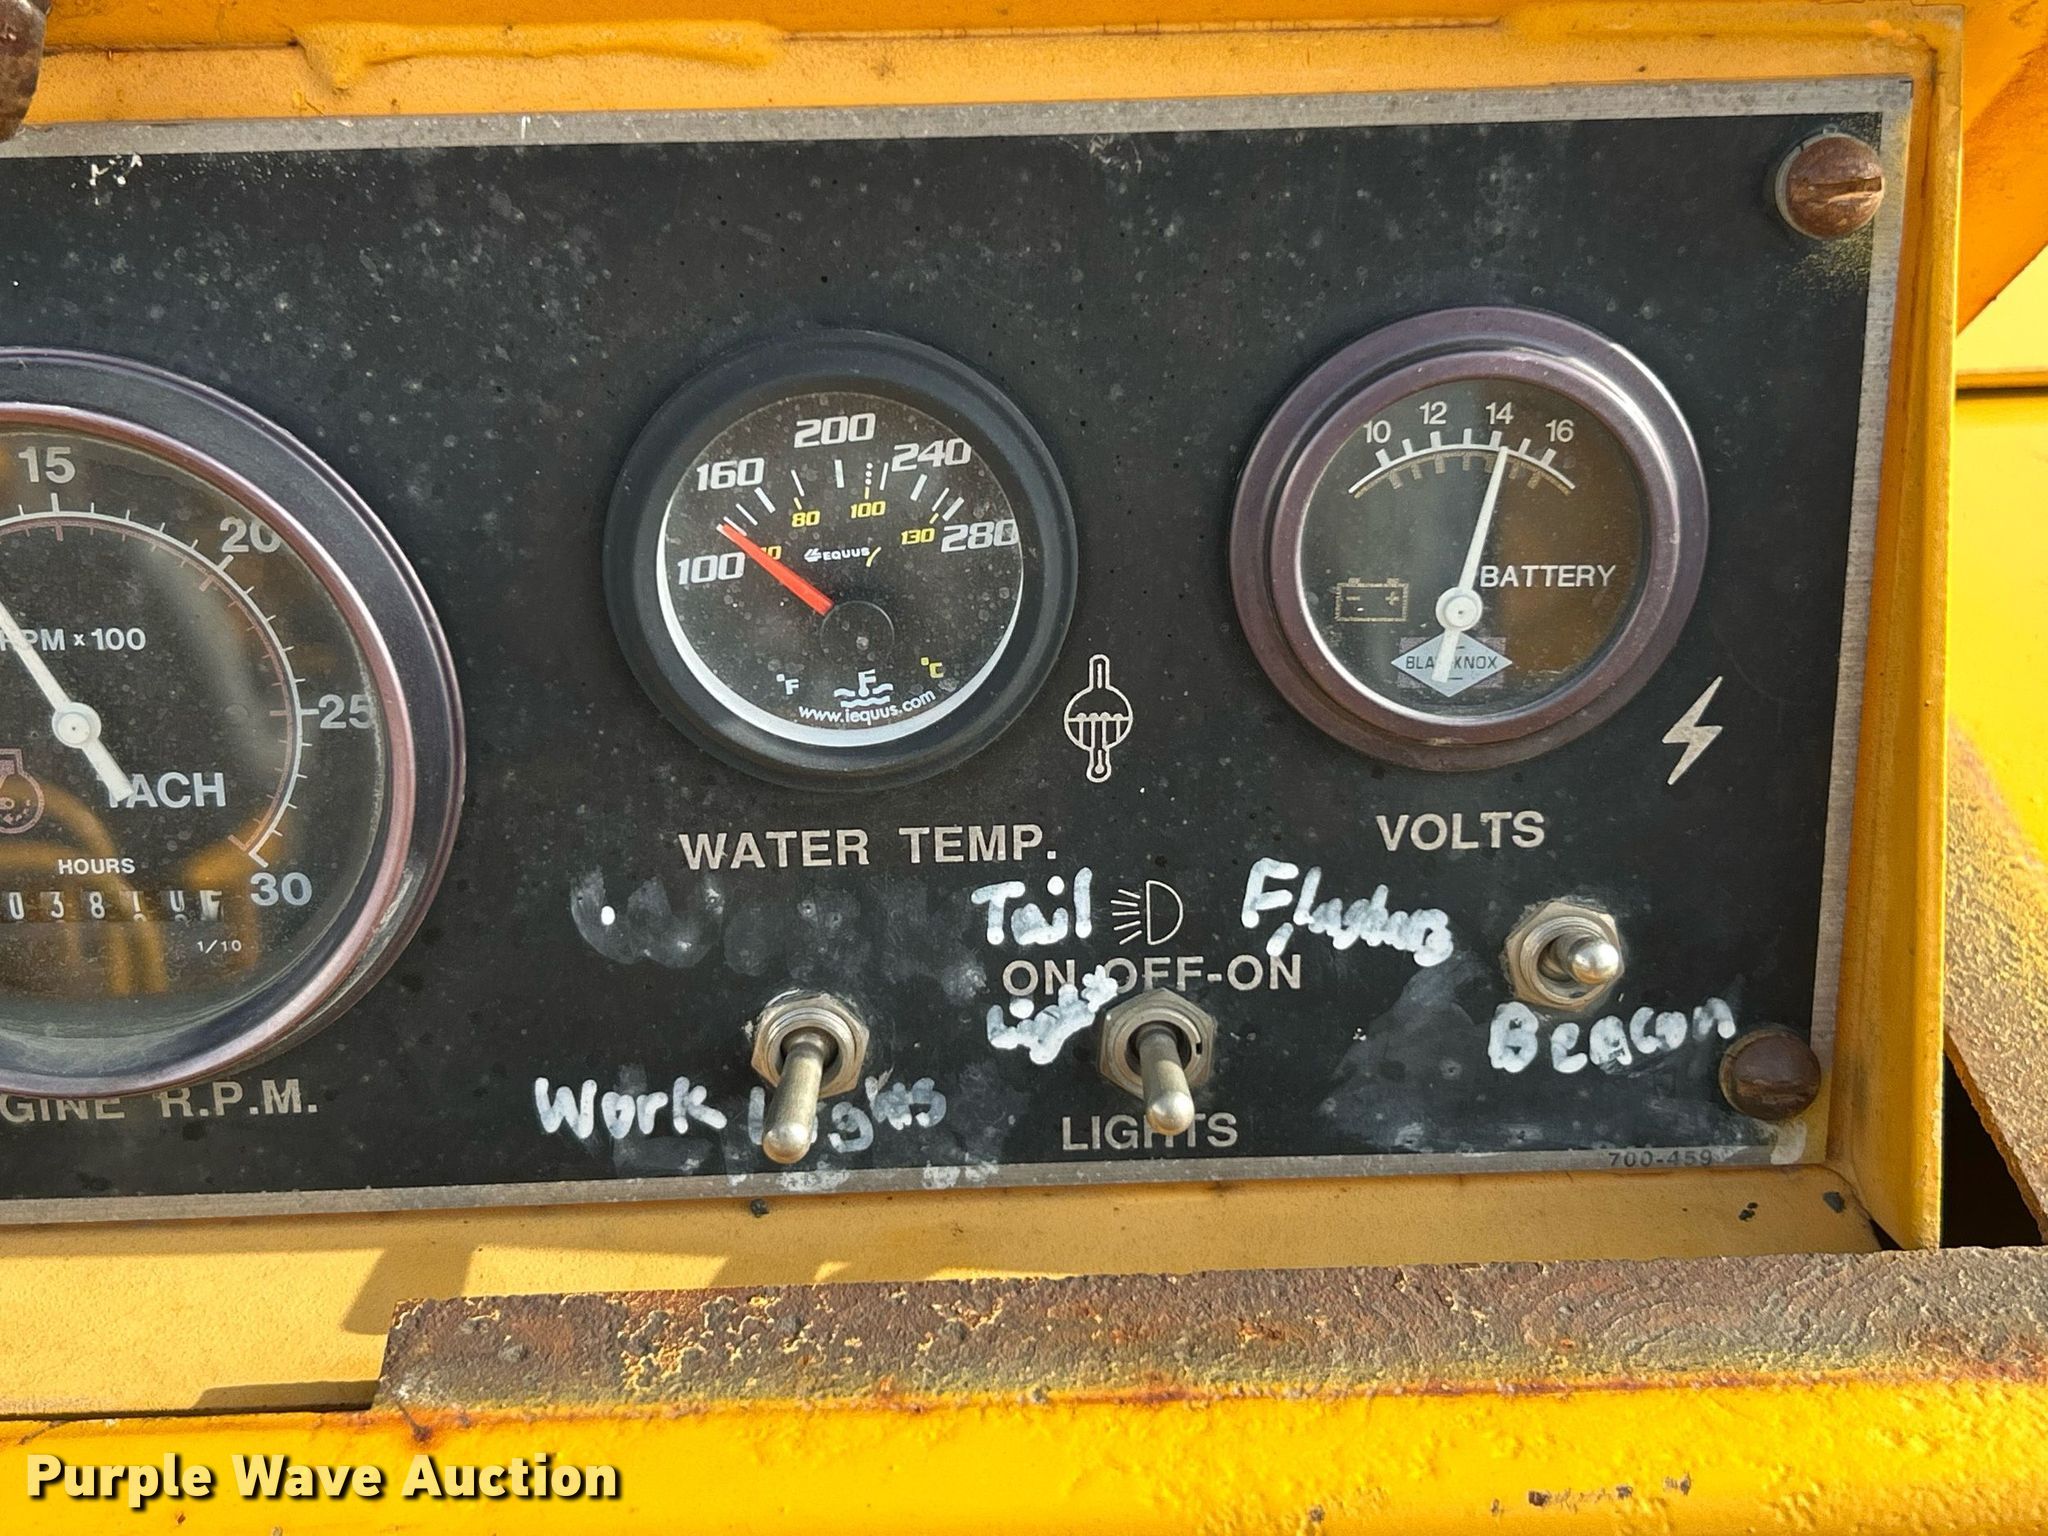 15
20
25
30
RPM x 100
TACH
HOURS
1/10
GINE R.P.M.
100
160
200
240
280
80
100
130
EQUUS
°F
°C
www.iequus.com
WATER TEMP.
10
12
14
16
BATTERY
VOLTS
Tail
Flashers
ON-OFF-ON
Lights
Beacon
Work Lights
LIGHTS
700-459
Purple Wave Auction